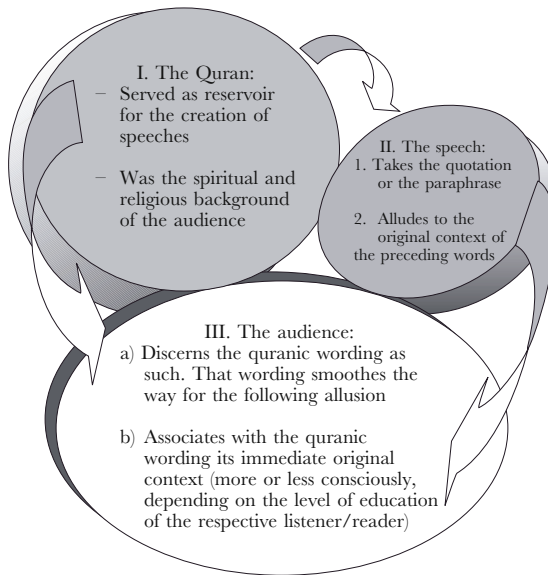 I. The Quran:
– Served as reservoir
for the creation of
speeches
– Was the spiritual and
religious background
of the audience
II. The speech:
1. Takes the quotation
or the paraphrase
2. Alludes to the
original context of
the preceding words
III. The audience:
a) Discerns the quranic wording as
such. That wording smoothes the
way for the following allusion
b) Associates with the quranic
wording its immediate original
context (more or less consciously,
depending on the level of education
of the respective listener/reader)